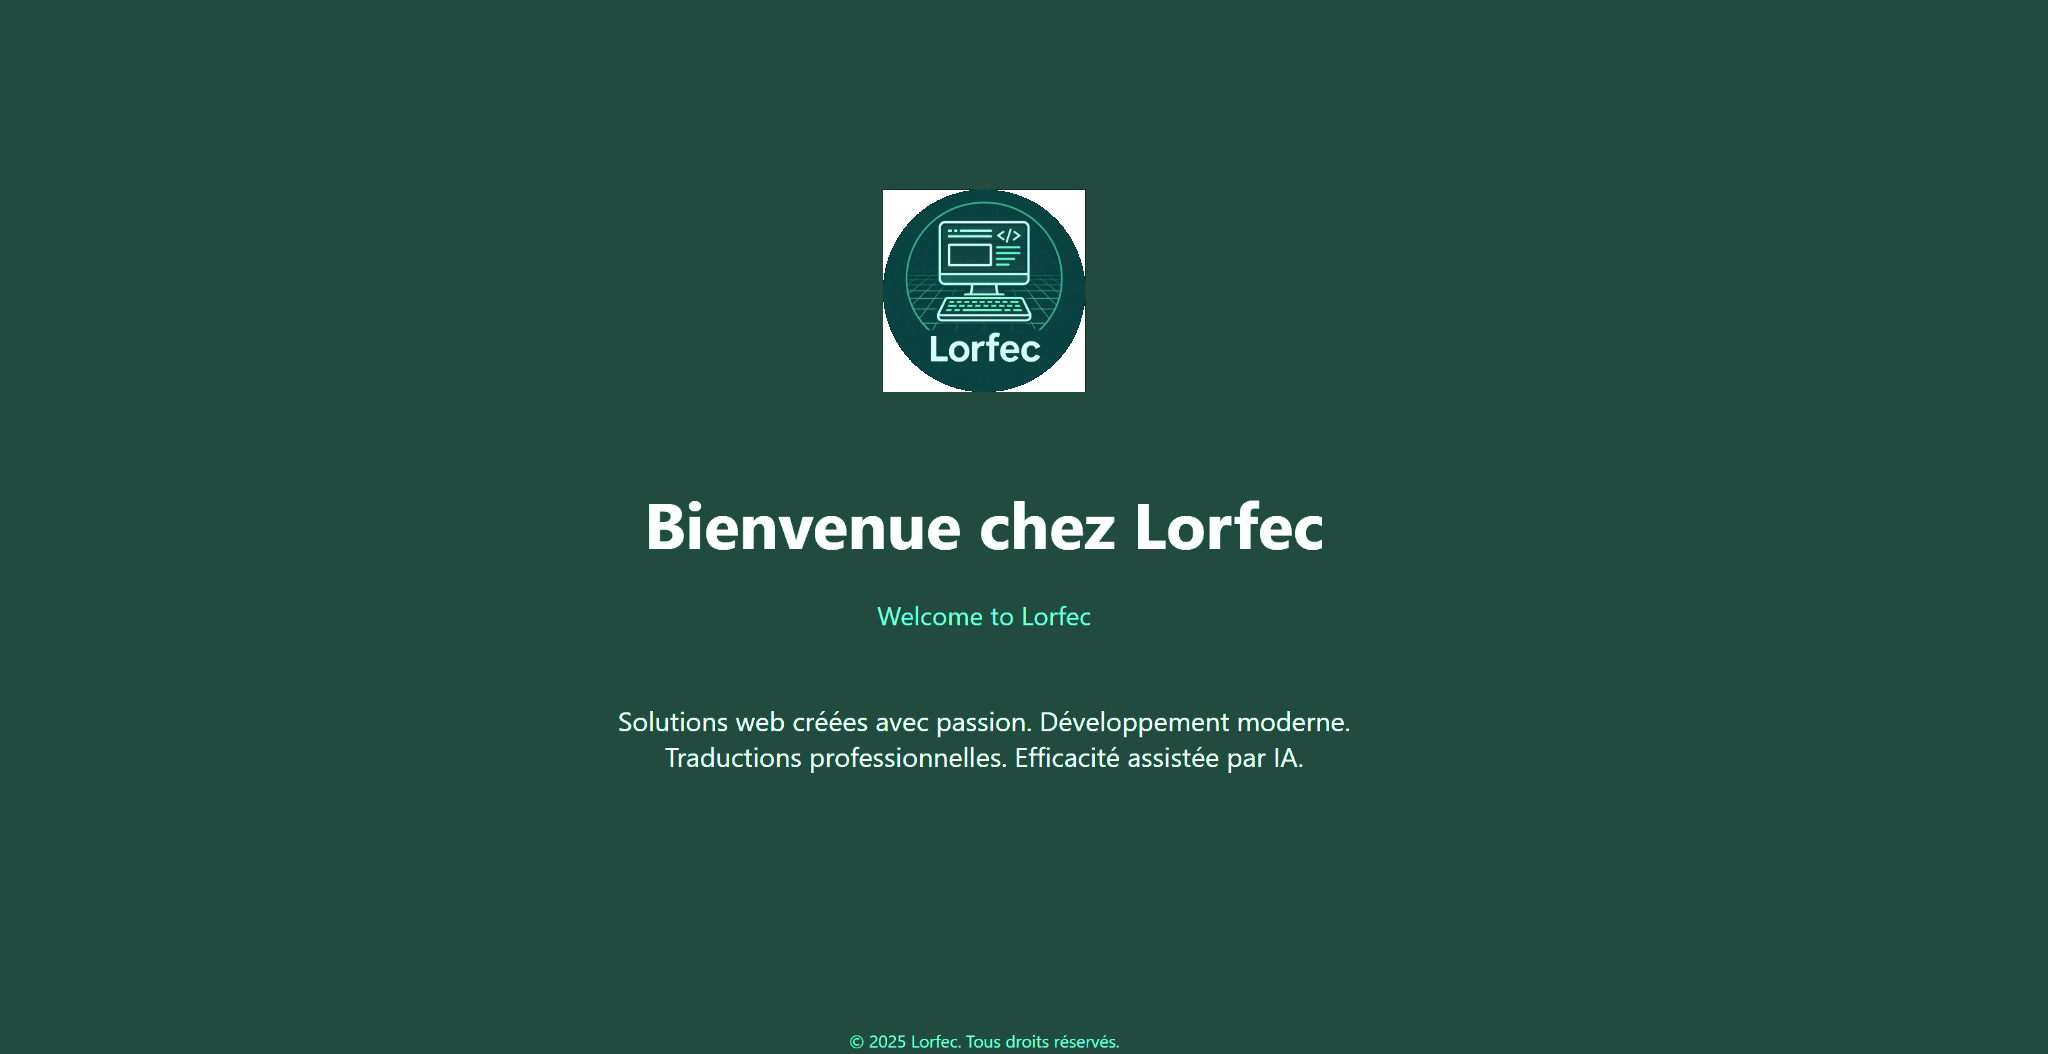 </>
Lorfec
Bienvenue chez Lorfec
Welcome to Lorfec
Solutions web créées avec passion. Développement moderne.
Traductions professionnelles. Efficacité assistée par IA.
© 2025 Lorfec. Tous droits réservés.